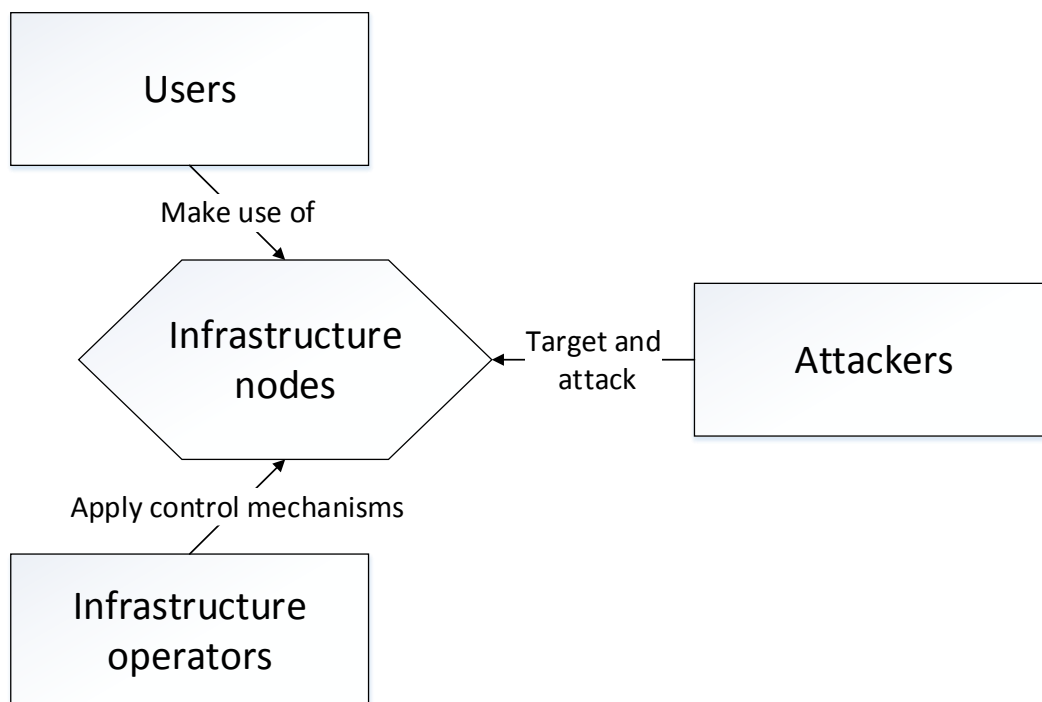 Users
Make use of
Infrastructure
nodes
Target and
attack
Attackers
Apply control mechanisms
Infrastructure
operators